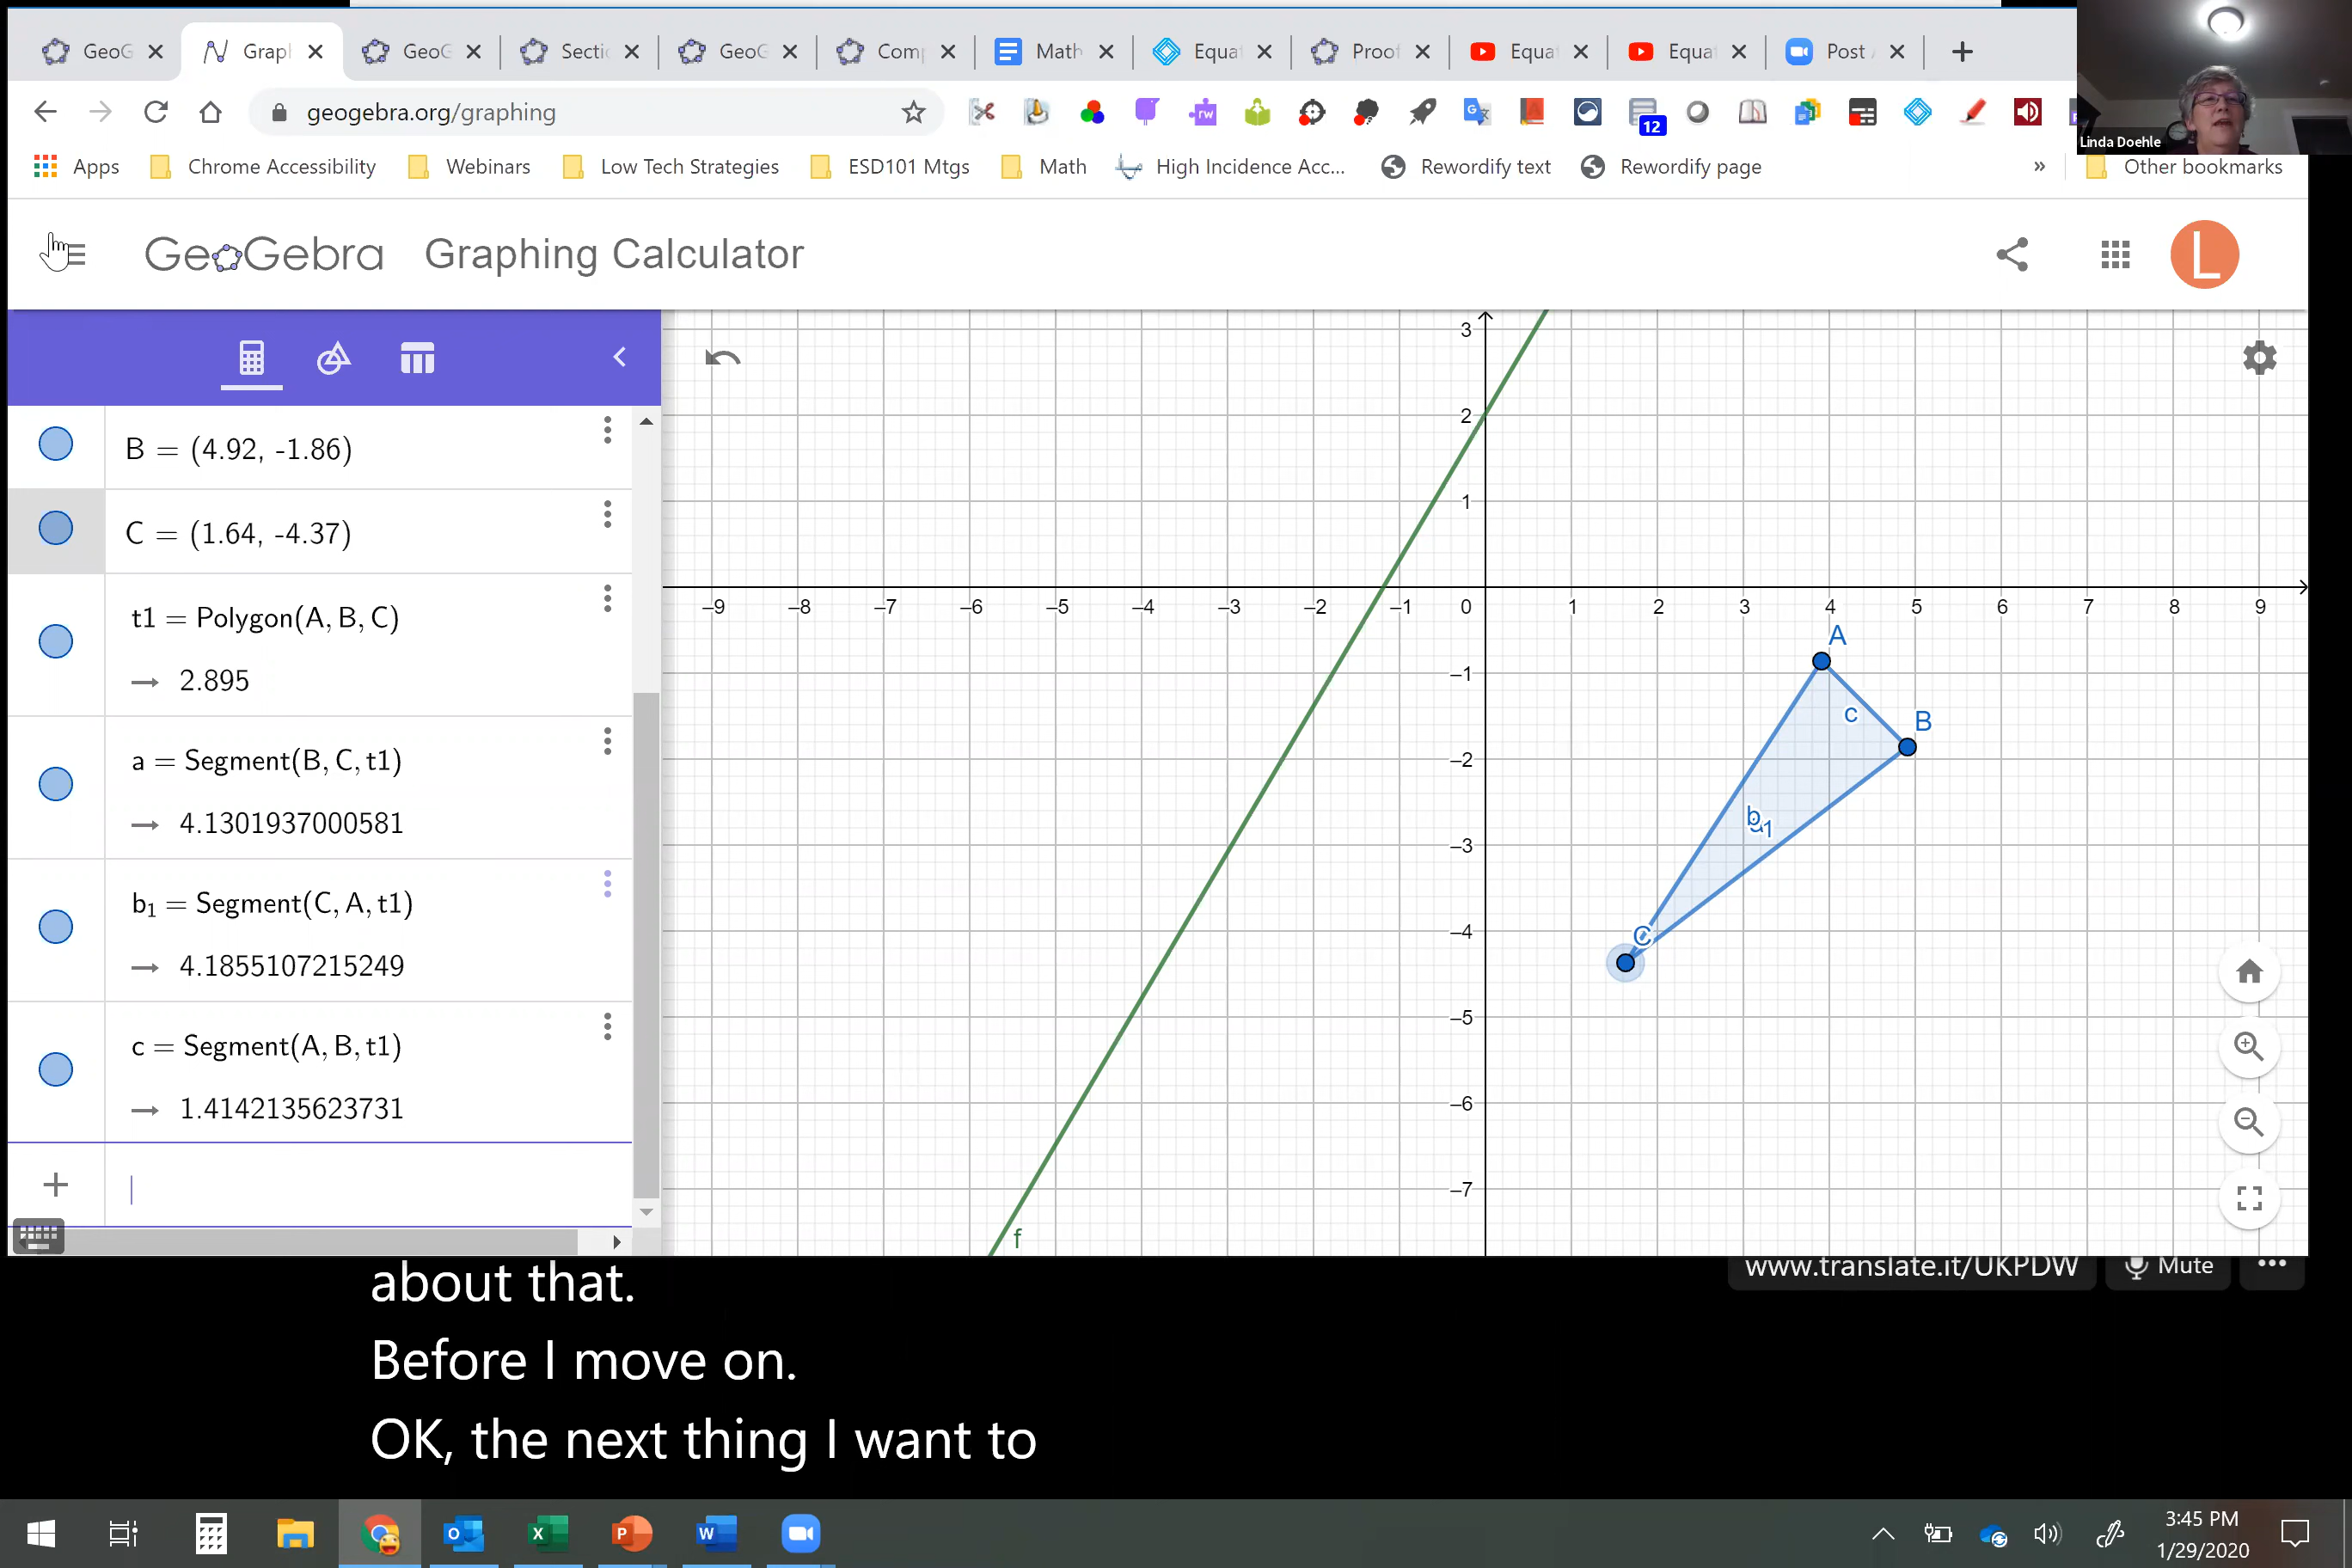 GeoG
Grapl
GeoG
Secti
GeoG
Comp
Math
Equa
Proof
Equa
Equa
Post
geogebra.org/graphing
rw
12
Linda Doehle
Apps
Chrome Accessibility
Webinars
Low Tech Strategies
ESD101 Mtgs
Math
High Incidence Acc...
Rewordify text
Rewordify page
»
Other bookmarks
GeoGebra
Graphing Calculator
L
B = (4.92, -1.86)
C = (1.64, -4.37)
t1 = Polygon(A, B, C)
→ 2.895
a = Segment(B, C, t1)
→ 4.1301937000581
b₁ = Segment(C, A, t1)
→ 4.1855107215249
c = Segment(A, B, t1)
→ 1.4142135623731
+
3
2
1
–9 –8 –7 –6 –5 –4 –3 –2 –1 0 1 2 3 4 5 6 7 8 9
A
–1
c
B
–2
b₁
–3
C
–4
–5
–6
–7
f
www.translate.it/UKPDW
Mute
about that.
Before I move on.
OK, the next thing I want to
3:45 PM
1/29/2020